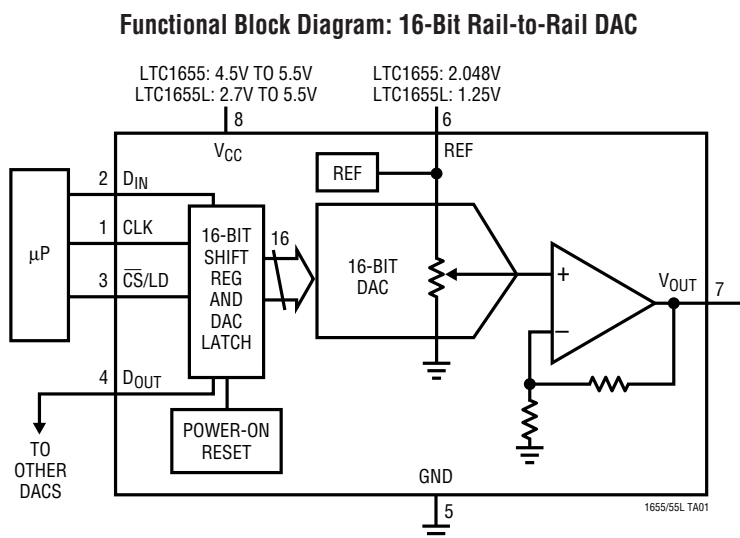 Functional Block Diagram: 16-Bit Rail-to-Rail DAC
LTC1655: 4.5V TO 5.5V
LTC1655L: 2.7V TO 5.5V
LTC1655: 2.048V
LTC1655L: 1.25V
8
6
VCC
REF
REF
µP
2
DIN
1
CLK
3
CS/LD
4
DOUT
16-BIT
SHIFT
REG
AND
DAC
LATCH
16
16-BIT
DAC
+
−
VOUT
7
POWER-ON
RESET
TO
OTHER
DACS
GND
5
1655/55L TA01